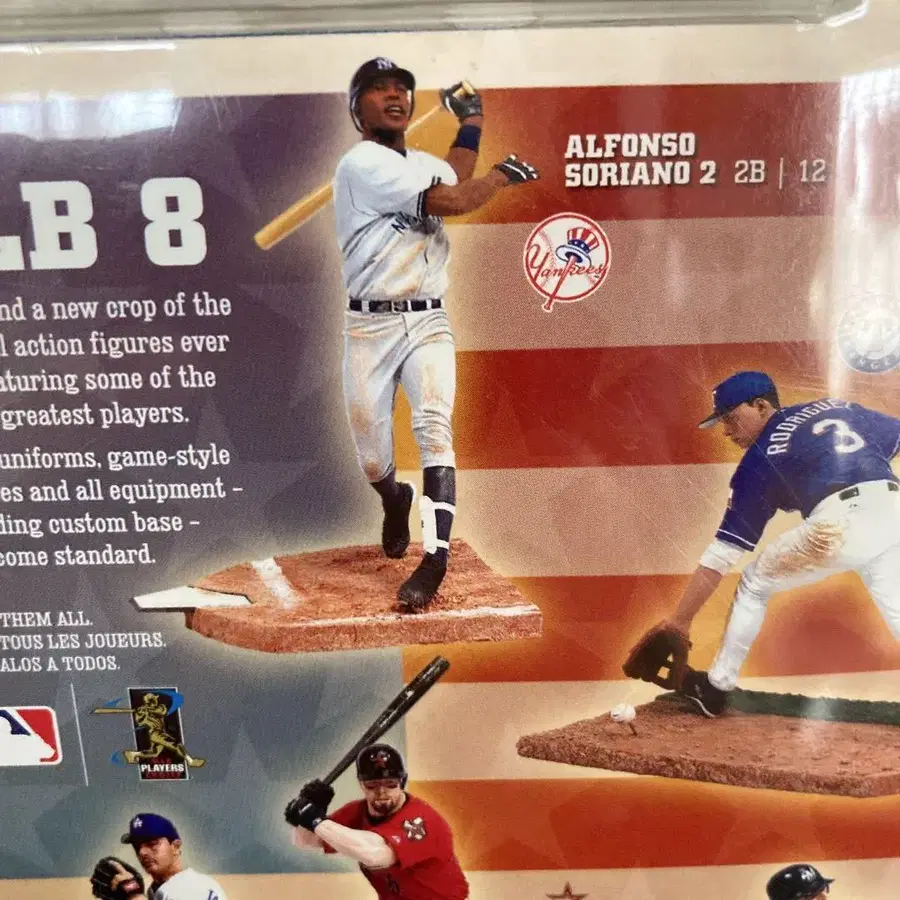 ALFONSO
SORIANO 2 2B | 12
Yankees
LB 8
nd a new crop of the
l action figures ever
aturing some of the
greatest players.
uniforms, game-style
es and all equipment –
ding custom base –
come standard.
THEM ALL.
TOUS LES JOUEURS.
ALOS A TODOS.
PLAYERS
CHOICE
RODRIGUEZ
3